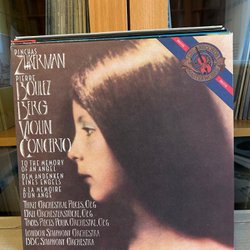 PINCHAS
ZUKERMAN
PIERRE
BOULEZ
BERG
VIOLIN
CONCERTO
TO THE MEMORY
OF AN ANGEL
DEM ANDENKEN
EINES ENGELS
A LA MEMOIRE
D'UN ANGE
THREE ORCHESTRAL PIECES, OP.6
DREI ORCHESTERSTÜCKE, OP.6
TROIS PIECES POUR ORCHESTRE, OP.6
LONDON SYMPHONY ORCHESTRA
BBC SYMPHONY ORCHESTRA